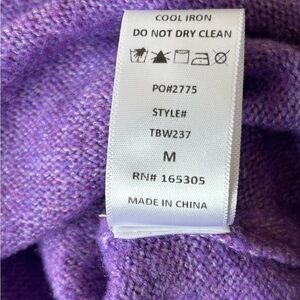 COOL IRON
DO NOT DRY CLEAN
PO#2775
STYLE#
TBW237
M
RN# 165305
MADE IN CHINA